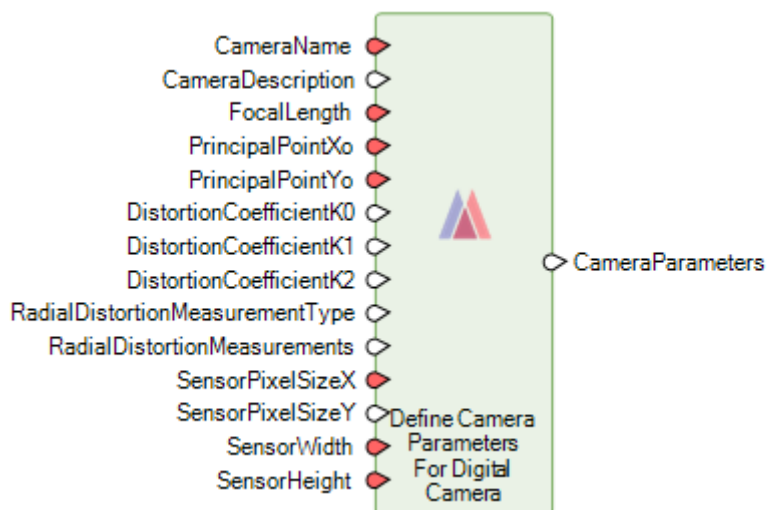 CameraName
CameraDescription
FocalLength
PrincipalPointXo
PrincipalPointYo
DistortionCoefficientK0
DistortionCoefficientK1
DistortionCoefficientK2
CameraParameters
RadialDistortionMeasurementType
RadialDistortionMeasurements
SensorPixelSizeX
SensorPixelSizeY
SensorWidth
SensorHeight
Define Camera
Parameters
For Digital
Camera